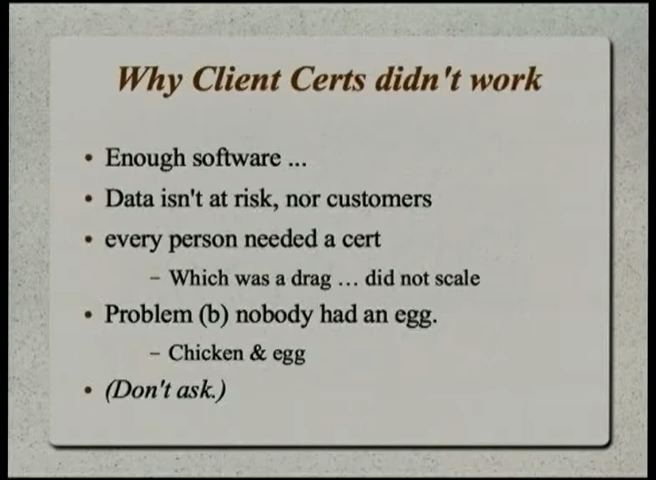 Why Client Certs didn't work
• Enough software ...
• Data isn't at risk, nor customers
• every person needed a cert
– Which was a drag ... did not scale
• Problem (b) nobody had an egg.
– Chicken & egg
• (Don't ask.)